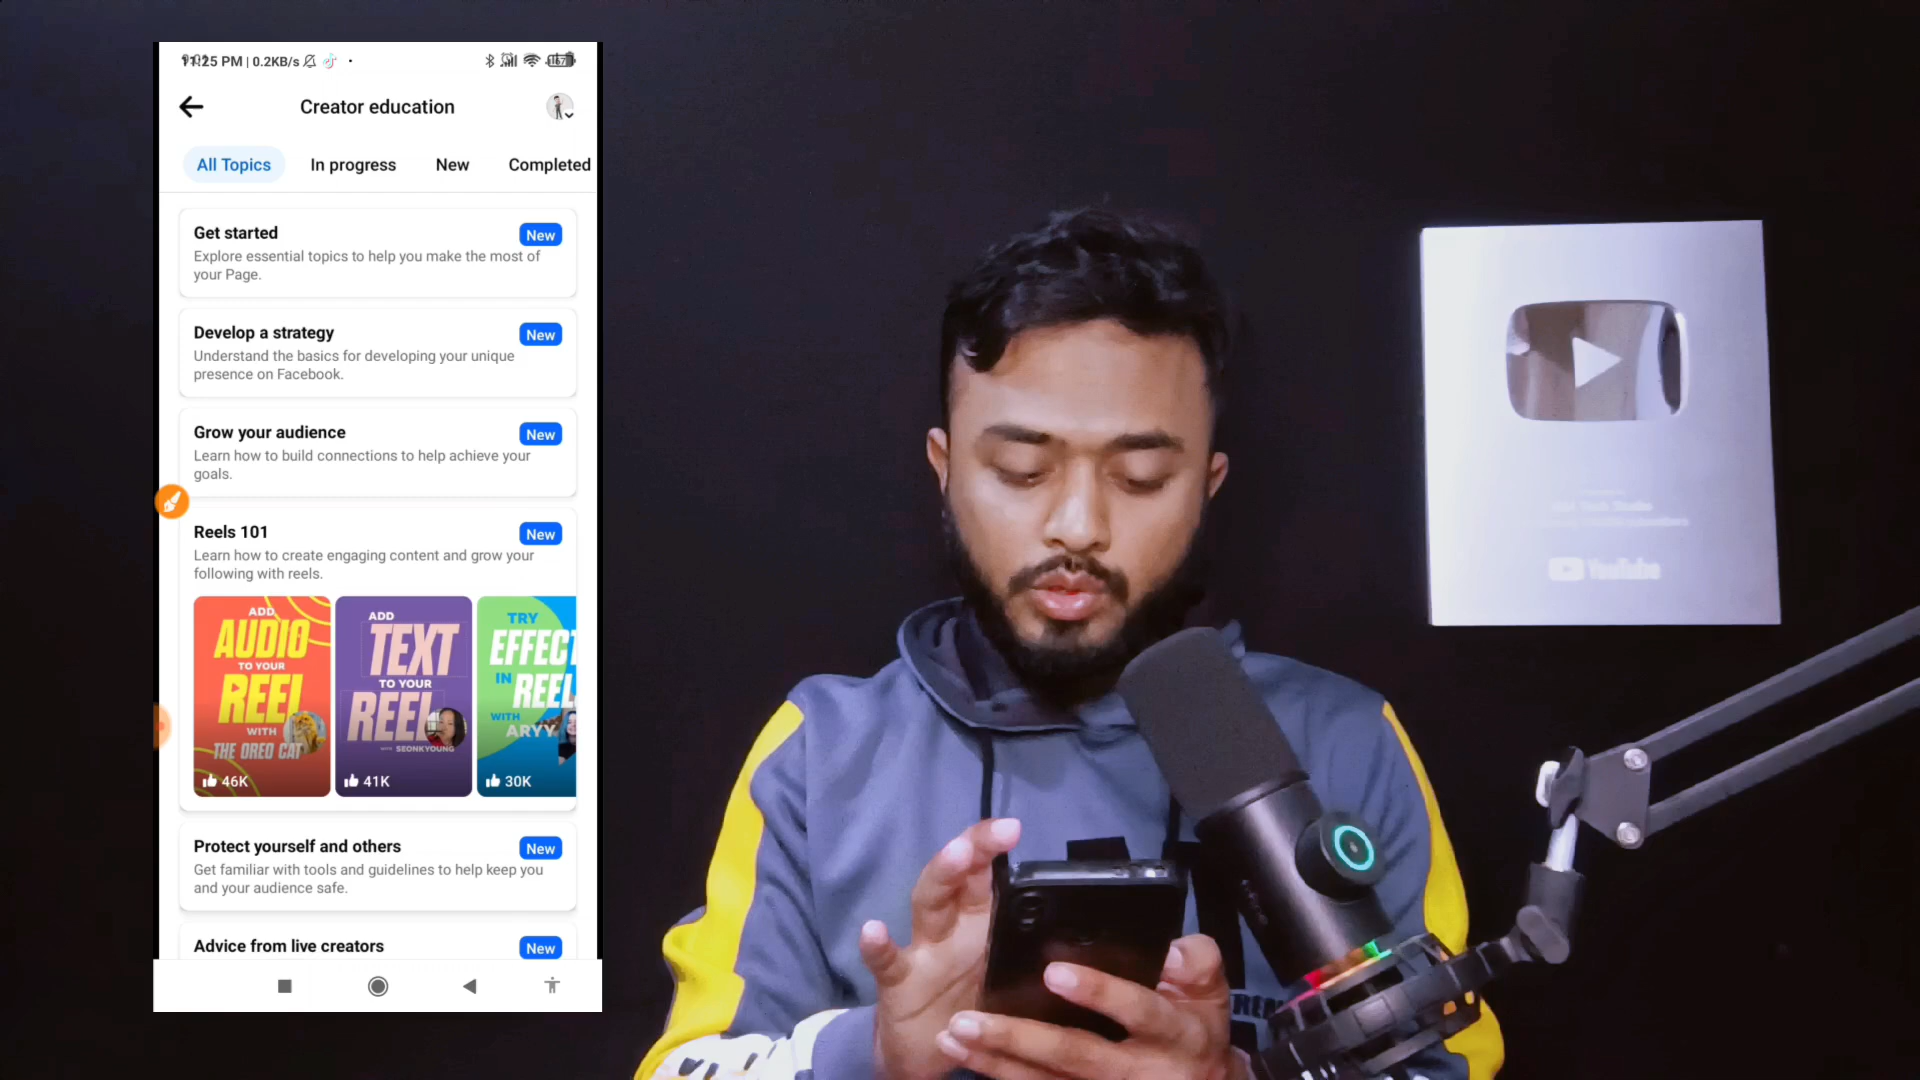 11:25 PM | 0.2KB/s
Creator education
All Topics
In progress
New
Completed
Get started
New
Explore essential topics to help you make the most of
your Page.
Develop a strategy
New
Understand the basics for developing your unique
presence on Facebook.
Grow your audience
New
Learn how to build connections to help achieve your
goals.
Reels 101
New
Learn how to create engaging content and grow your
following with reels.
ADD
AUDIO
TO YOUR
REEL
WITH
THE OREO CAT
46K
ADD
TEXT
TO YOUR
REEL
WITH SEONKYOUNG
41K
TRY
EFFECT
IN
REEL
WITH
ARYY
30K
Protect yourself and others
New
Get familiar with tools and guidelines to help keep you
and your audience safe.
Advice from live creators
New
YouTube